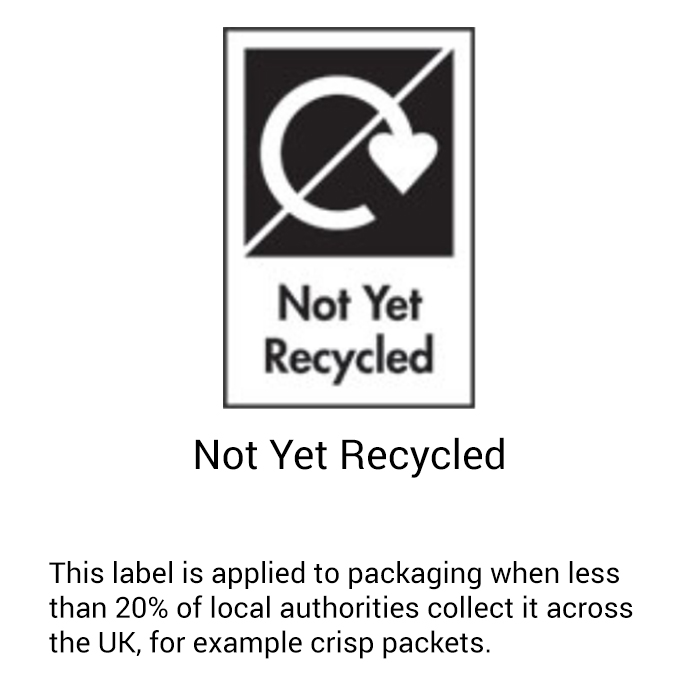 Not Yet
Recycled
Not Yet Recycled
This label is applied to packaging when less
than 20% of local authorities collect it across
the UK, for example crisp packets.